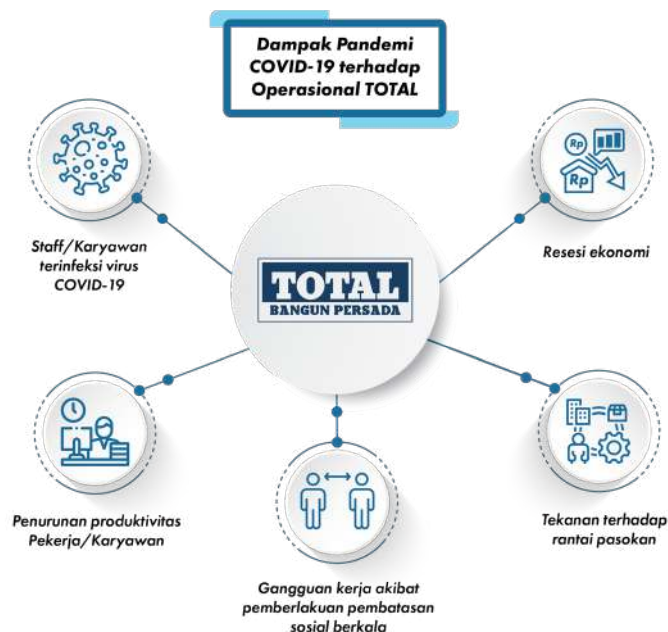 Dampak Pandemi
COVID-19 terhadap
Operasional TOTAL
Rp
Rp
Staff/Karyawan
terinfeksi virus
COVID-19
Resesi ekonomi
TOTAL
BANGUN PERSADA
Penurunan produktivitas
Pekerja/Karyawan
Tekanan terhadap
rantai pasokan
Gangguan kerja akibat
pemberlakuan pembatasan
sosial berkala